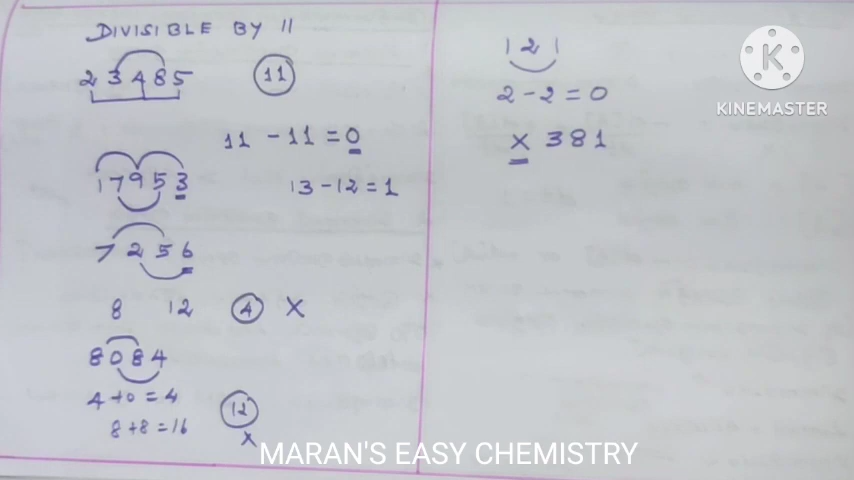 DIVISIBLE BY 11
23485 11
11 - 11 = 0
17953 13 - 12 = 1
7256
8 12 4 X
8084
4 + 0 = 4
8 + 8 = 16 12
X
121
2 - 2 = 0
X 381
K
KINEMASTER
MARAN'S EASY CHEMISTRY